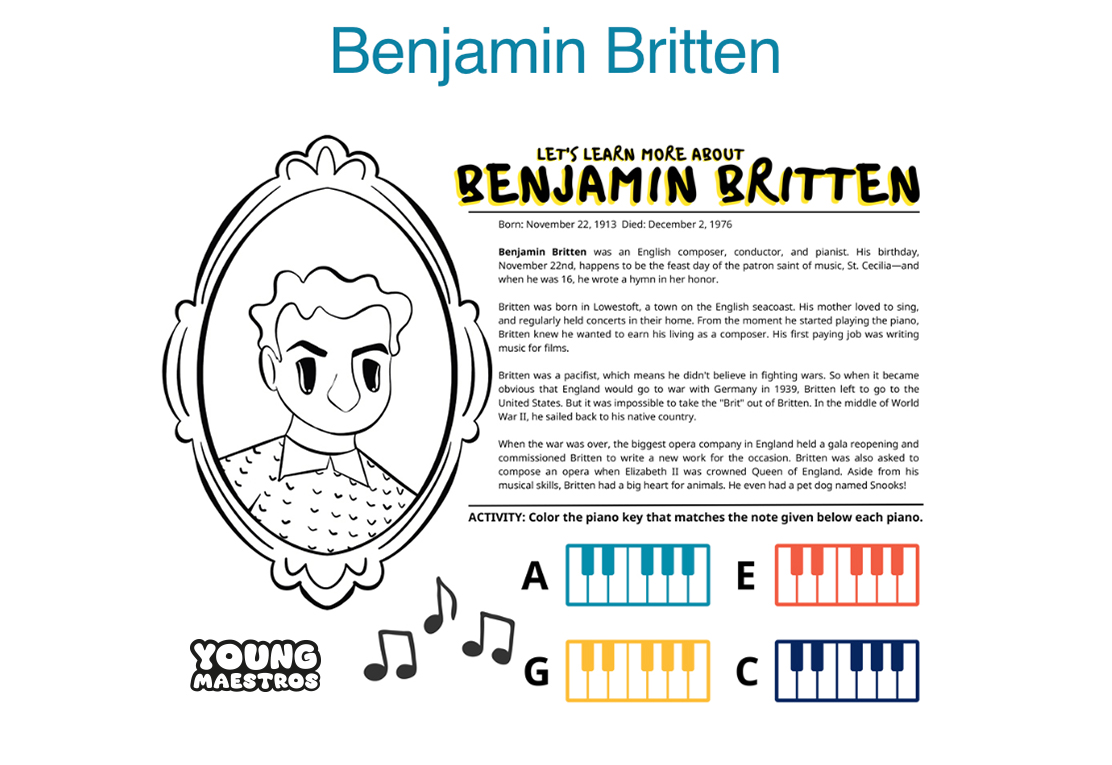 Benjamin Britten
LET'S LEARN MORE ABOUT
BENJAMIN BRITTEN
Born: November 22, 1913 Died: December 2, 1976
Benjamin Britten was an English composer, conductor, and pianist. His birthday,
November 22nd, happens to be the feast day of the patron saint of music, St. Cecilia—and
when he was 16, he wrote a hymn in her honor.
Britten was born in Lowestoft, a town on the English seacoast. His mother loved to sing,
and regularly held concerts in their home. From the moment he started playing the piano,
Britten knew he wanted to earn his living as a composer. His first paying job was writing
music for films.
Britten was a pacifist, which means he didn't believe in fighting wars. So when it became
obvious that England would go to war with Germany in 1939, Britten left to go to the
United States. But it was impossible to take the "Brit" out of Britten. In the middle of World
War II, he sailed back to his native country.
When the war was over, the biggest opera company in England held a gala reopening and
commissioned Britten to write a new work for the occasion. Britten was also asked to
compose an opera when Elizabeth II was crowned Queen of England. Aside from his
musical skills, Britten had a big heart for animals. He even had a pet dog named Snooks!
ACTIVITY: Color the piano key that matches the note given below each piano.
A
E
G
C
YOUNG
MAESTROS